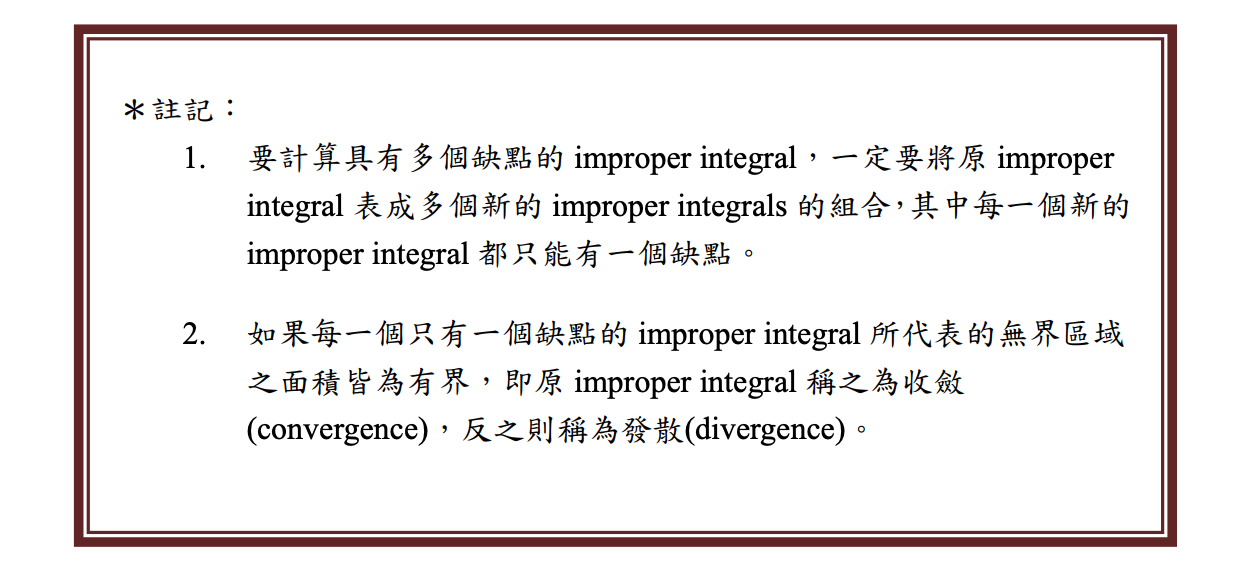 ＊註記：
1. 要計算具有多個缺點的 improper integral，一定要將原 improper
integral 表成多個新的 improper integrals 的組合，其中每一個新的
improper integral 都只能有一個缺點。
2. 如果每一個只有一個缺點的 improper integral 所代表的無界區域
之面積皆為有界，即原 improper integral 稱之為收斂
(convergence)，反之則稱為發散(divergence)。